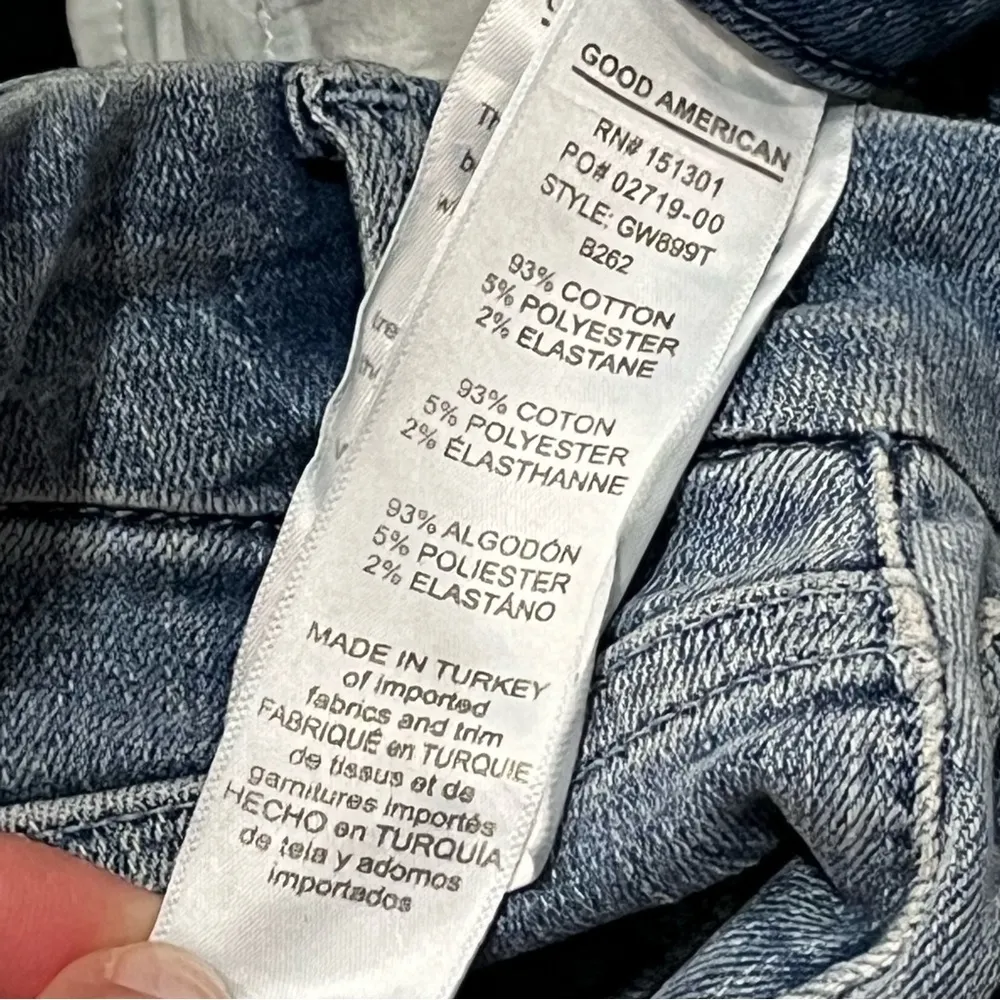 GOOD AMERICAN
RN# 151301
PO# 02719-00
STYLE: GW899T
B262
93% COTTON
5% POLYESTER
2% ELASTANE
93% COTON
5% POLYESTER
2% ÉLASTHANNE
93% ALGODÓN
5% POLIESTER
2% ELASTANO
MADE IN TURKEY
of imported
fabrics and trim
FABRIQUÉ en TURQUIE
de tissus et de
garnitures importés
HECHO en TURQUIA
de tela y adornos
importados